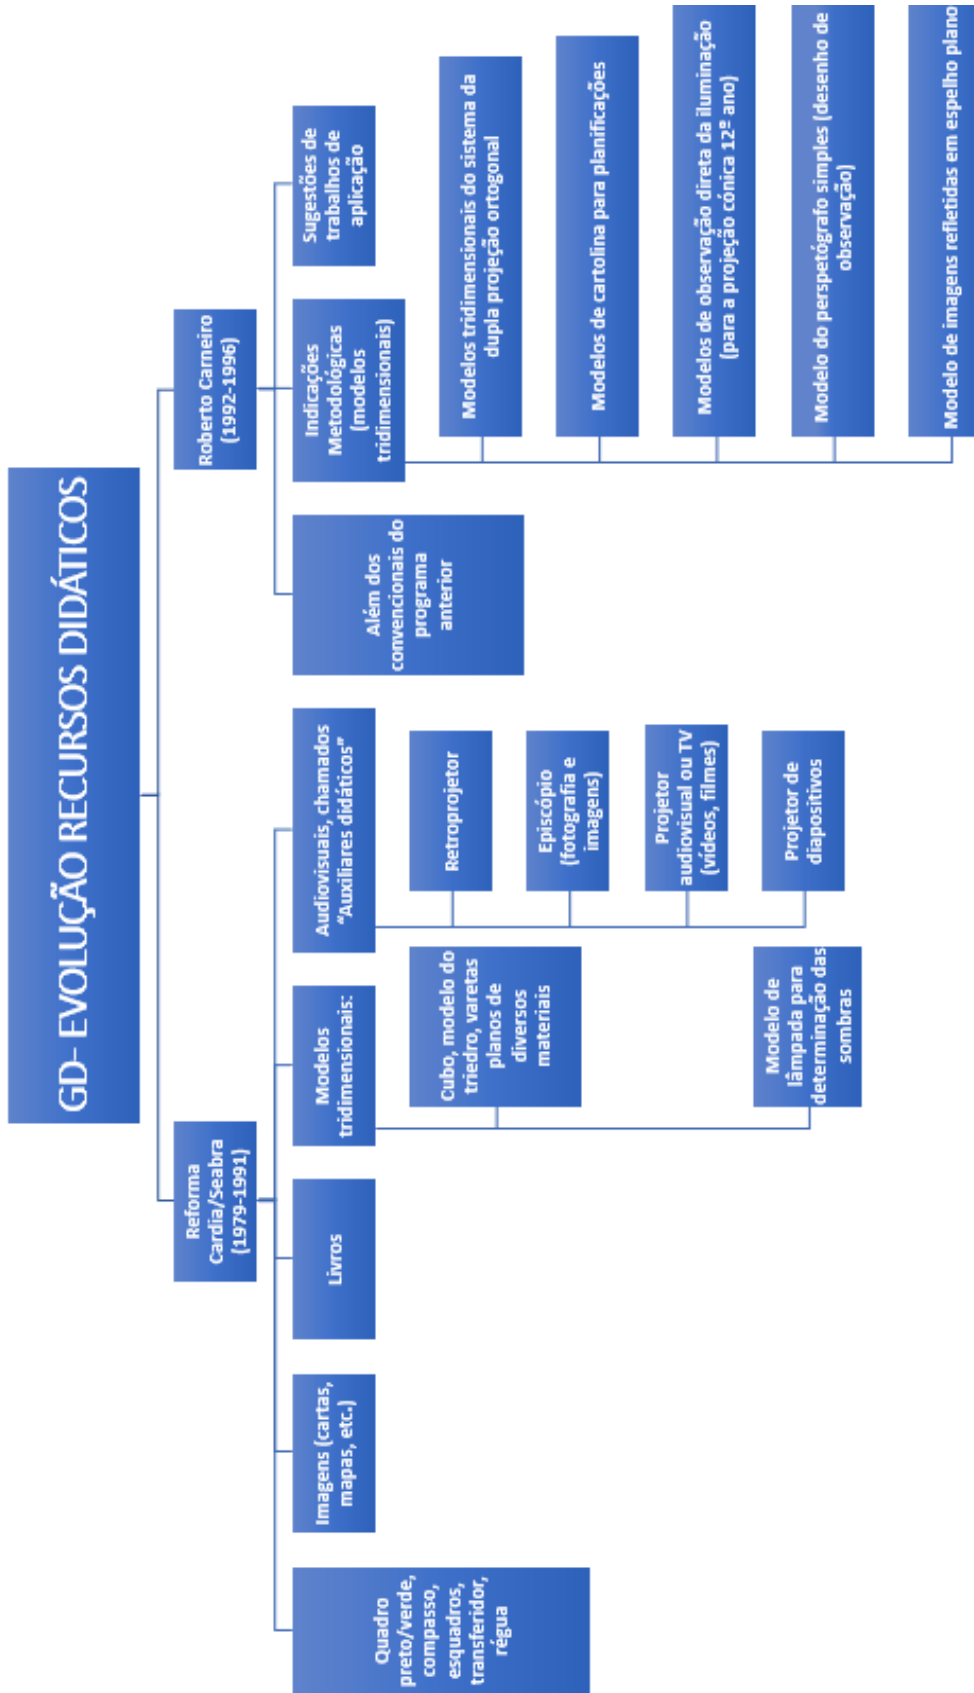 GD- EVOLUÇÃO RECURSOS DIDÁTICOS
Reforma
Cardia/Seabra
(1979-1991)
Quadro
preto/verde,
compasso,
esquadros,
transferidor,
régua
Imagens (cartas,
mapas, etc.)
Livros
Modelos
tridimensionais:
Cubo, modelo do
triedro, varetas
planos de
diversos
materiais
Modelo de
lâmpada para
determinação das
sombras
Audiovisuais, chamados
“Auxiliares didáticos”
Retroprojetor
Episcópio
(fotografia e
imagens)
Projetor
audiovisual ou TV
(vídeos, filmes)
Projetor de
diapositivos
Roberto Carneiro
(1992-1996)
Além dos
convencionais do
programa
anterior
Indicações
Metodológicas
(modelos
tridimensionais)
Modelos tridimensionais do sistema da
dupla projeção ortogonal
Modelos de cartolina para planificações
Modelos de observação direta da iluminação
(para a projeção cónica 12º ano)
Modelo do perspetógrafo simples (desenho de
observação)
Modelo de imagens refletidas em espelho plano
Sugestões de
trabalhos de
aplicação